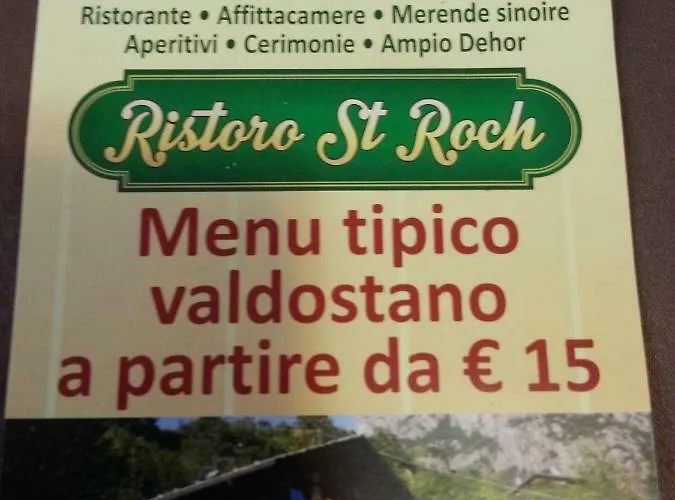 Ristorante • Affittacamere • Merende sinoire
Aperitivi • Cerimonie • Ampio Dehor
Ristoro St Roch
Menu tipico
valdostano
a partire da € 15